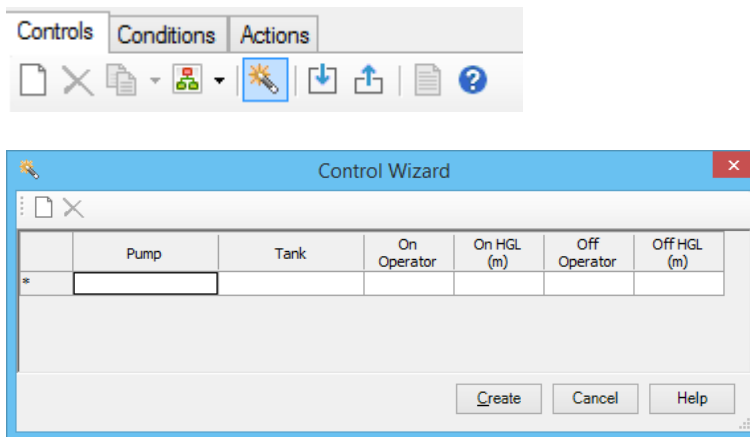 Controls Conditions Actions
?
Control Wizard
×
Pump Tank On Operator On HGL (m) Off Operator Off HGL (m)
*
Create Cancel Help